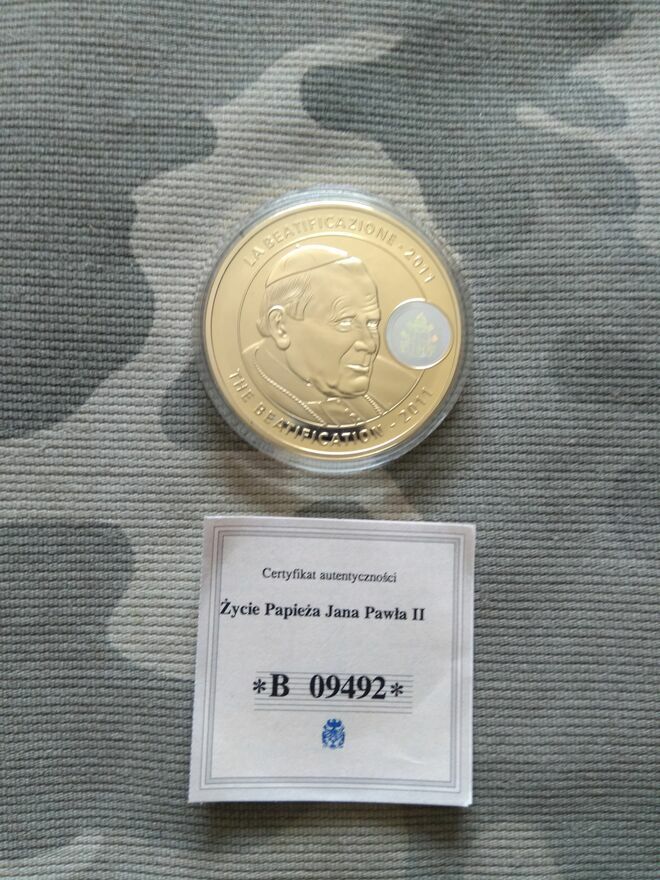 LA BEATIFICAZIONE - 2011
THE BEATIFICATION - 2011
Certyfikat autentyczności
Życie Papieża Jana Pawła II
*B 09492*